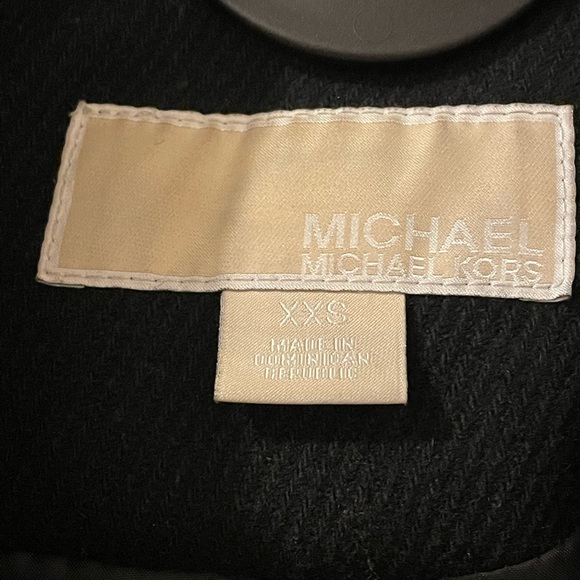 MICHAEL
MICHAEL KORS
XXS
MADE IN
DOMINICAN
REPUBLIC